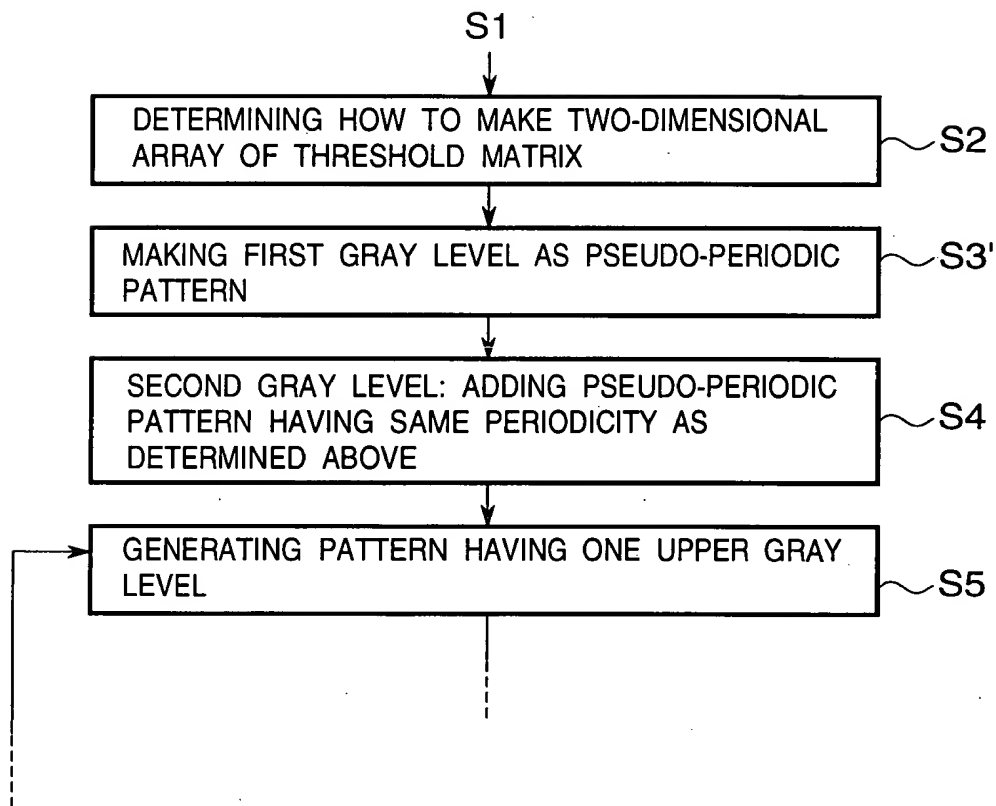 S1
DETERMINING HOW TO MAKE TWO-DIMENSIONAL
ARRAY OF THRESHOLD MATRIX
S2
MAKING FIRST GRAY LEVEL AS PSEUDO-PERIODIC
PATTERN
S3'
SECOND GRAY LEVEL: ADDING PSEUDO-PERIODIC
PATTERN HAVING SAME PERIODICITY AS
DETERMINED ABOVE
S4
GENERATING PATTERN HAVING ONE UPPER GRAY
LEVEL
S5